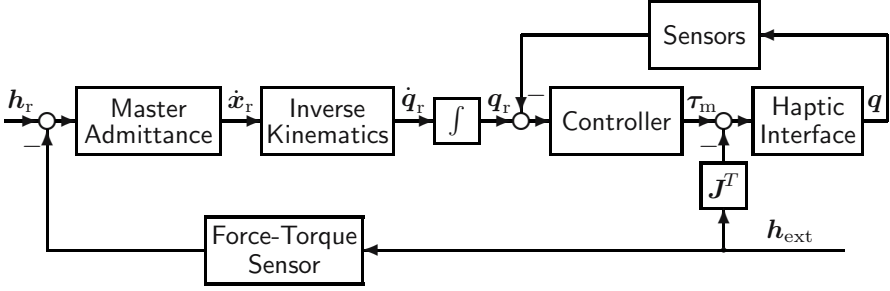 Sensors
h_r
−
Master
Admittance
ẋ_r
Inverse
Kinematics
q̇_r
∫
q_r
−
Controller
τ_m
−
Haptic
Interface
q
J^T
Force-Torque
Sensor
h_ext